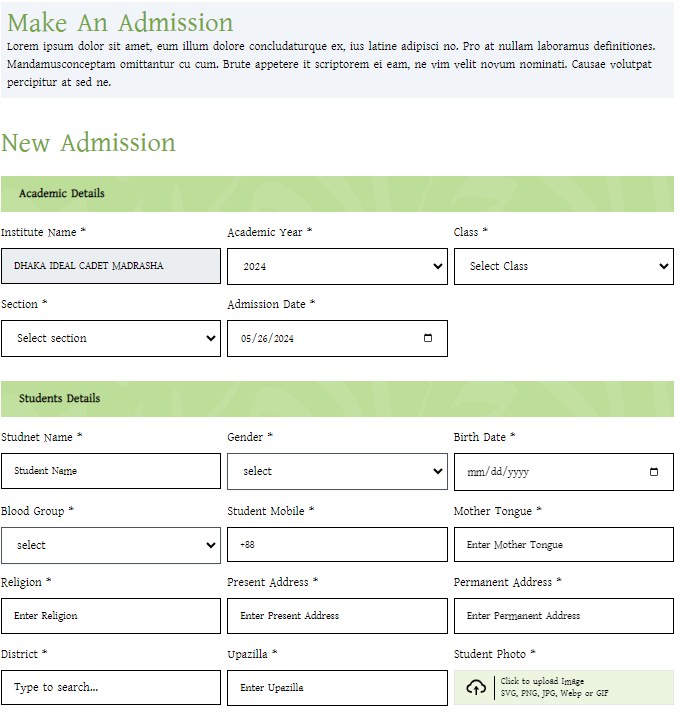 Make An Admission
Lorem ipsum dolor sit amet, eum illum dolore concludaturque ex, ius latine adipisci no. Pro at nullam laboramus definitiones.
Mandamusconceptam omittantur cu cum. Brute appetere it scriptorem ei eam, ne vim velit novum nominati. Causae volutpat
percipitur at sed ne.
New Admission
Academic Details
Institute Name * Academic Year * Class *
DHAKA IDEAL CADET MADRASHA 2024 Select Class
Section * Admission Date *
Select section 05/26/2024
Students Details
Studnet Name * Gender * Birth Date *
Student Name select mm/dd/yyyy
Blood Group * Student Mobile * Mother Tongue *
select +88 Enter Mother Tongue
Religion * Present Address * Permanent Address *
Enter Religion Enter Present Address Enter Permanent Address
District * Upazilla * Student Photo *
Type to search... Enter Upazilla Click to upload Image
SVG, PNG, JPG, Webp or GIF